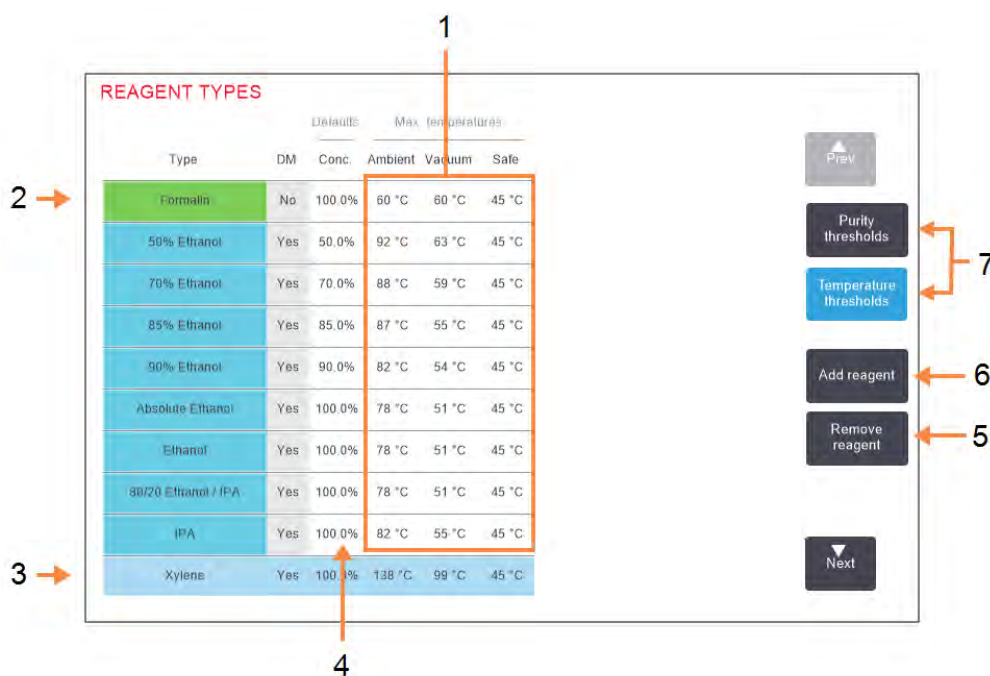 1
REAGENT TYPES
Defaults Max. temperatures
Type DM Conc. Ambient Vacuum Safe
Formalin No 100.0% 60 °C 60 °C 45 °C
50% Ethanol Yes 50.0% 92 °C 63 °C 45 °C
70% Ethanol Yes 70.0% 88 °C 59 °C 45 °C
85% Ethanol Yes 85.0% 87 °C 55 °C 45 °C
90% Ethanol Yes 90.0% 82 °C 54 °C 45 °C
Absolute Ethanol Yes 100.0% 78 °C 51 °C 45 °C
Ethanol Yes 100.0% 78 °C 51 °C 45 °C
80/20 Ethanol / IPA Yes 100.0% 78 °C 51 °C 45 °C
IPA Yes 100.0% 82 °C 55 °C 45 °C
Xylene Yes 100.0% 138 °C 99 °C 45 °C
Prev
Purity
thresholds
Temperature
thresholds
Add reagent
Remove
reagent
Next
2
3
4
7
6
5